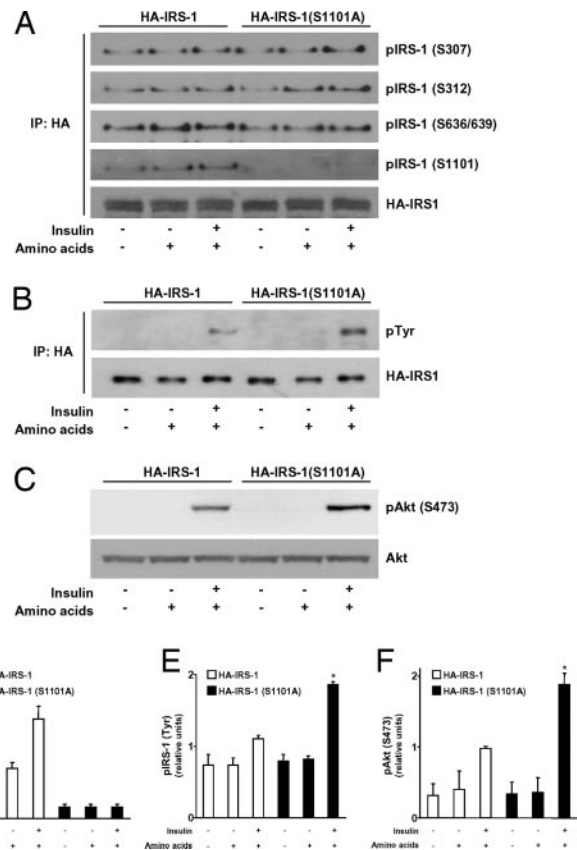 A
HA-IRS-1 HA-IRS-1(S1101A)
pIRS-1 (S307)
pIRS-1 (S312)
IP: HA
pIRS-1 (S636/639)
pIRS-1 (S1101)
HA-IRS1
Insulin - - + - - +
Amino acids - + + - + +
B
HA-IRS-1 HA-IRS-1(S1101A)
pTyr
IP: HA
HA-IRS1
Insulin - - + - - +
Amino acids - + + - + +
C
HA-IRS-1 HA-IRS-1(S1101A)
pAkt (S473)
Akt
Insulin - - + - - +
Amino acids - + + - + +
A-IRS-1
A-IRS-1 (S1101A)
- + - - +
+ + - + +
E
HA-IRS-1
HA-IRS-1 (S1101A)
pIRS-1 (Tyr)
(relative units)
2
1
0
*
Insulin - - + - - +
Amino acids - + + - + +
F
HA-IRS-1
HA-IRS-1 (S1101A)
pAkt (S473)
(relative units)
2
1
0
*
Insulin - - + - - +
Amino acids - + + - + +